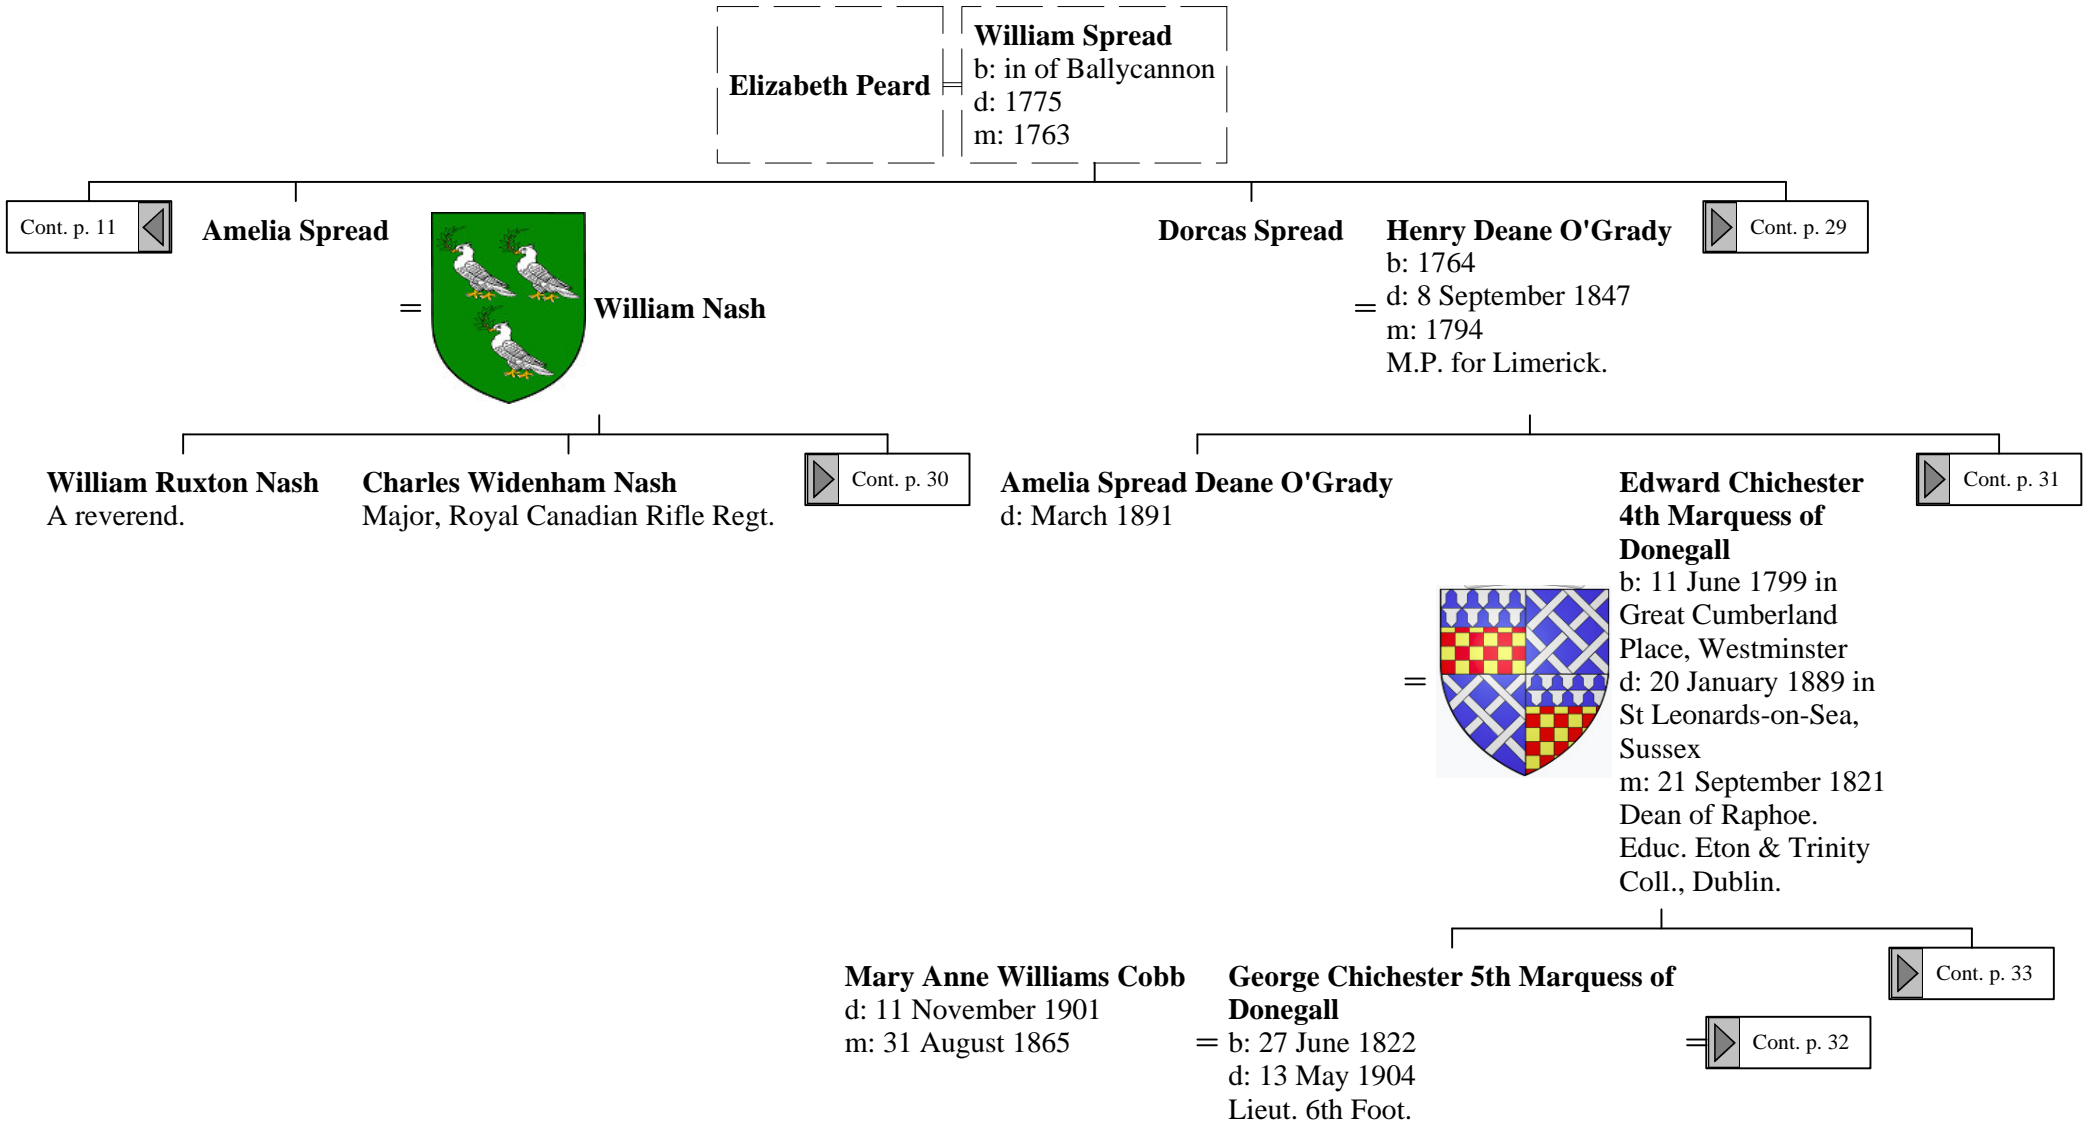 Elizabeth Peard
=
William Spread
b: in of Ballycannon
d: 1775
m: 1763
Cont. p. 11
Amelia Spread
=
William Nash
Dorcas Spread
=
Henry Deane O'Grady
b: 1764
d: 8 September 1847
m: 1794
M.P. for Limerick.
Cont. p. 29
William Ruxton Nash
A reverend.
Charles Widenham Nash
Major, Royal Canadian Rifle Regt.
Cont. p. 30
Amelia Spread Deane O'Grady
d: March 1891
=
Edward Chichester
4th Marquess of
Donegall
b: 11 June 1799 in
Great Cumberland
Place, Westminster
d: 20 January 1889 in
St Leonards-on-Sea,
Sussex
m: 21 September 1821
Dean of Raphoe.
Educ. Eton & Trinity
Coll., Dublin.
Cont. p. 31
Mary Anne Williams Cobb
d: 11 November 1901
m: 31 August 1865
=
George Chichester 5th Marquess of
Donegall
b: 27 June 1822
d: 13 May 1904
Lieut. 6th Foot.
=
Cont. p. 32
Cont. p. 33